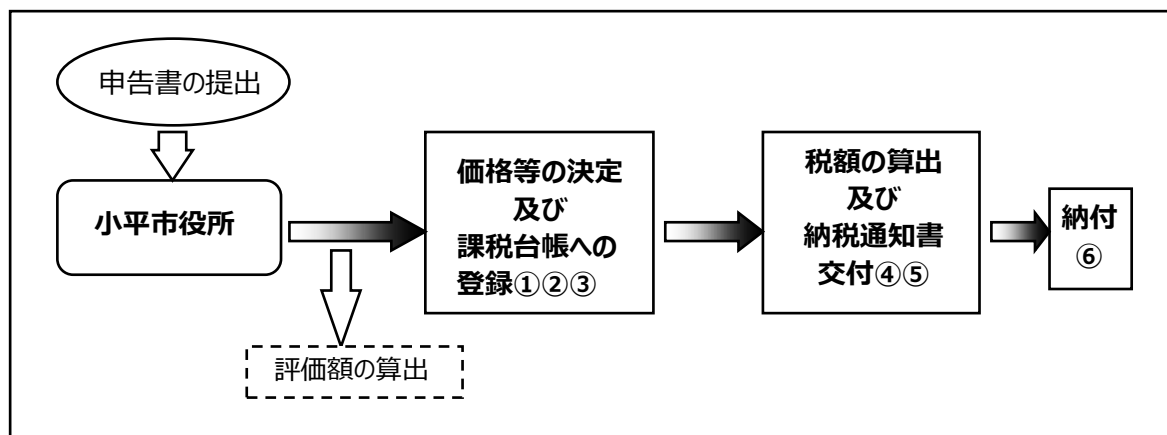 申告書の提出
小平市役所
価格等の決定
及び
課税台帳への
登録①②③
税額の算出
及び
納税通知書
交付④⑤
納付
⑥
評価額の算出